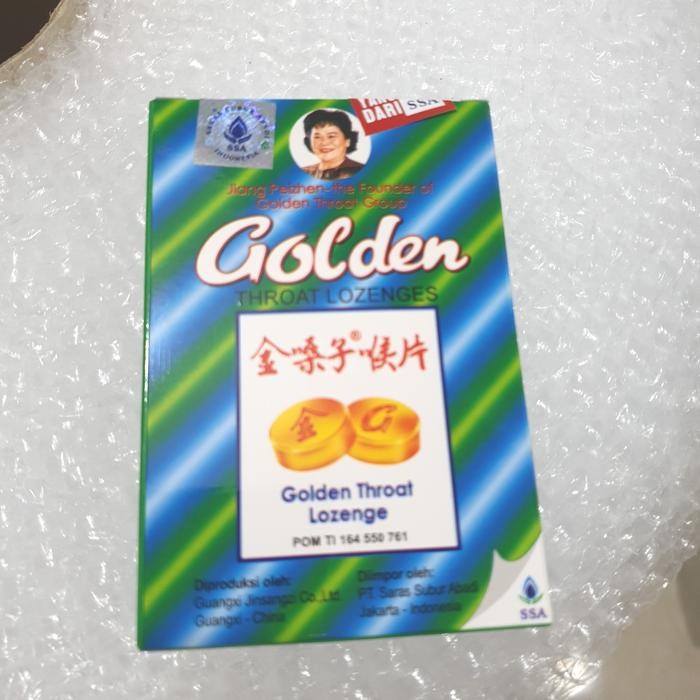 DARI SSA
SSA
INDONESIA
Jiang Peizhen-the Founder of
Golden Throat Group
Golden
THROAT LOZENGES
金嗓子®喉片
金 G
Golden Throat
Lozenge
POM TI 164 550 761
Diproduksi oleh:
Guangxi Jinsangzi Co.,Ltd.
Guangxi - China
Diimpor oleh:
PT. Saras Subur Abadi
Jakarta - Indonesia
SSA